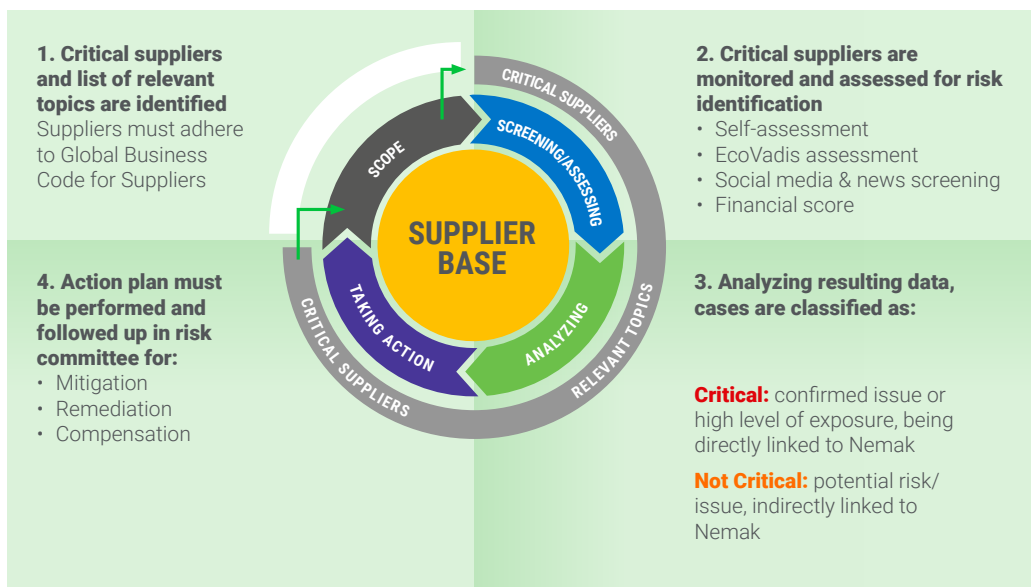 1. Critical suppliers
and list of relevant
topics are identified
Suppliers must adhere
to Global Business
Code for Suppliers
2. Critical suppliers are
monitored and assessed for risk
identification
• Self-assessment
• EcoVadis assessment
• Social media & news screening
• Financial score
CRITICAL SUPPLIERS
SCOPE
SCREENING/ASSESSING
SUPPLIER
BASE
TAKING ACTION
ANALYZING
CRITICAL SUPPLIERS
RELEVANT TOPICS
4. Action plan must
be performed and
followed up in risk
committee for:
• Mitigation
• Remediation
• Compensation
3. Analyzing resulting data,
cases are classified as:
Critical: confirmed issue or
high level of exposure, being
directly linked to Nemak
Not Critical: potential risk/
issue, indirectly linked to
Nemak